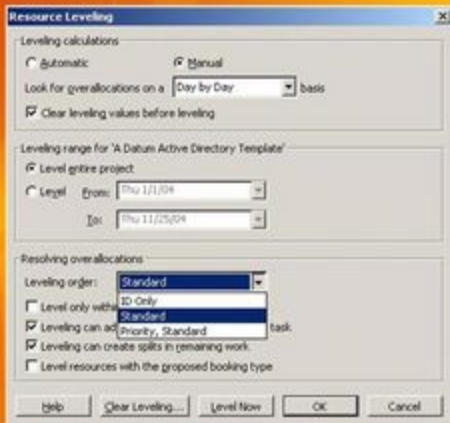 Resource Leveling
Leveling calculations
Automatic Manual
Look for overallocations on a Day by Day basis
Clear leveling values before leveling
Leveling range for 'A Datum Active Directory Template'
Level entire project
Level From: Thu 1/1/04
To: Thu 11/25/04
Resolving overallocations
Leveling order: Standard
ID Only
Level only withi
Standard
Leveling can ad task
Priority, Standard
Leveling can create splits in remaining work
Level resources with the proposed booking type
Help Clear Leveling... Level Now OK Cancel